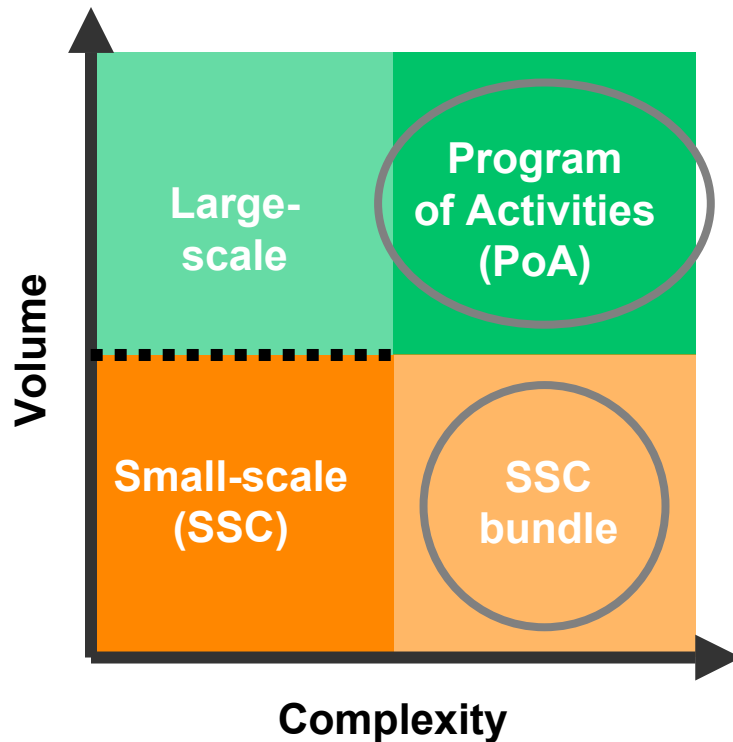 Large-
scale
Program
of Activities
(PoA)
Volume
Small-scale
(SSC)
SSC
bundle
Complexity